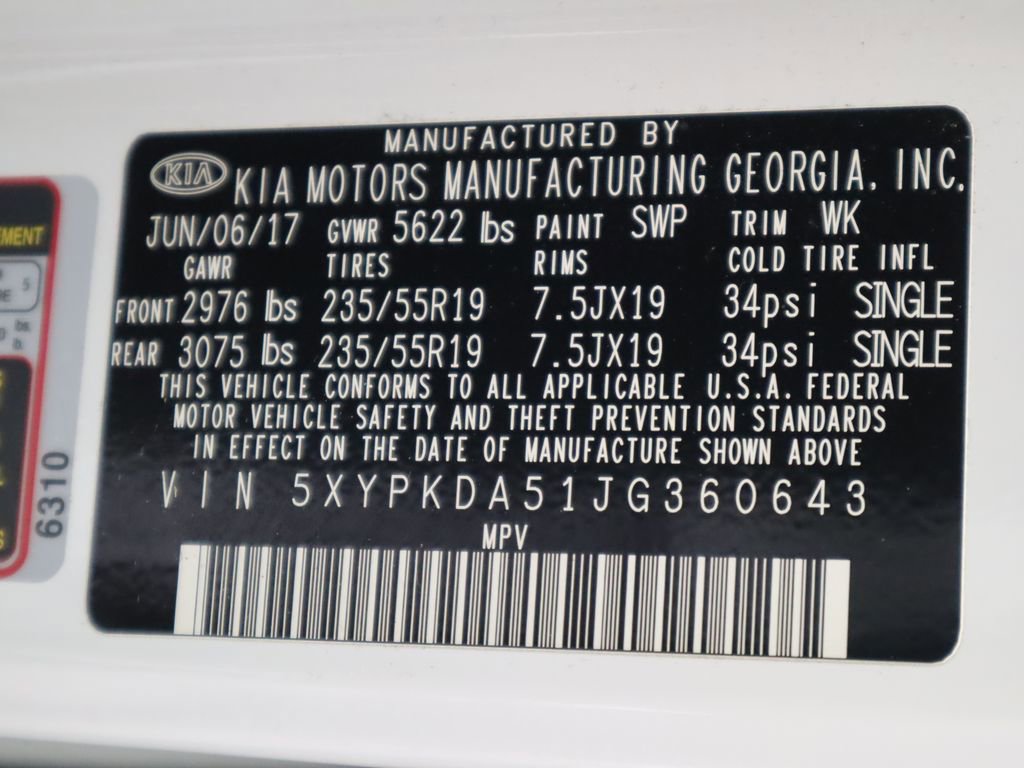 MANUFACTURED BY
KIA KIA MOTORS MANUFACTURING GEORGIA, INC.
JUN/06/17 GVWR 5622 lbs PAINT SWP TRIM WK
GAWR TIRES RIMS COLD TIRE INFL
FRONT 2976 lbs 235/55R19 7.5JX19 34psi SINGLE
REAR 3075 lbs 235/55R19 7.5JX19 34psi SINGLE
THIS VEHICLE CONFORMS TO ALL APPLICABLE U.S.A. FEDERAL
MOTOR VEHICLE SAFETY AND THEFT PREVENTION STANDARDS
IN EFFECT ON THE DATE OF MANUFACTURE SHOWN ABOVE
VIN 5XYPKDA51JG360643
MPV
5
lbs.
lb.
6310